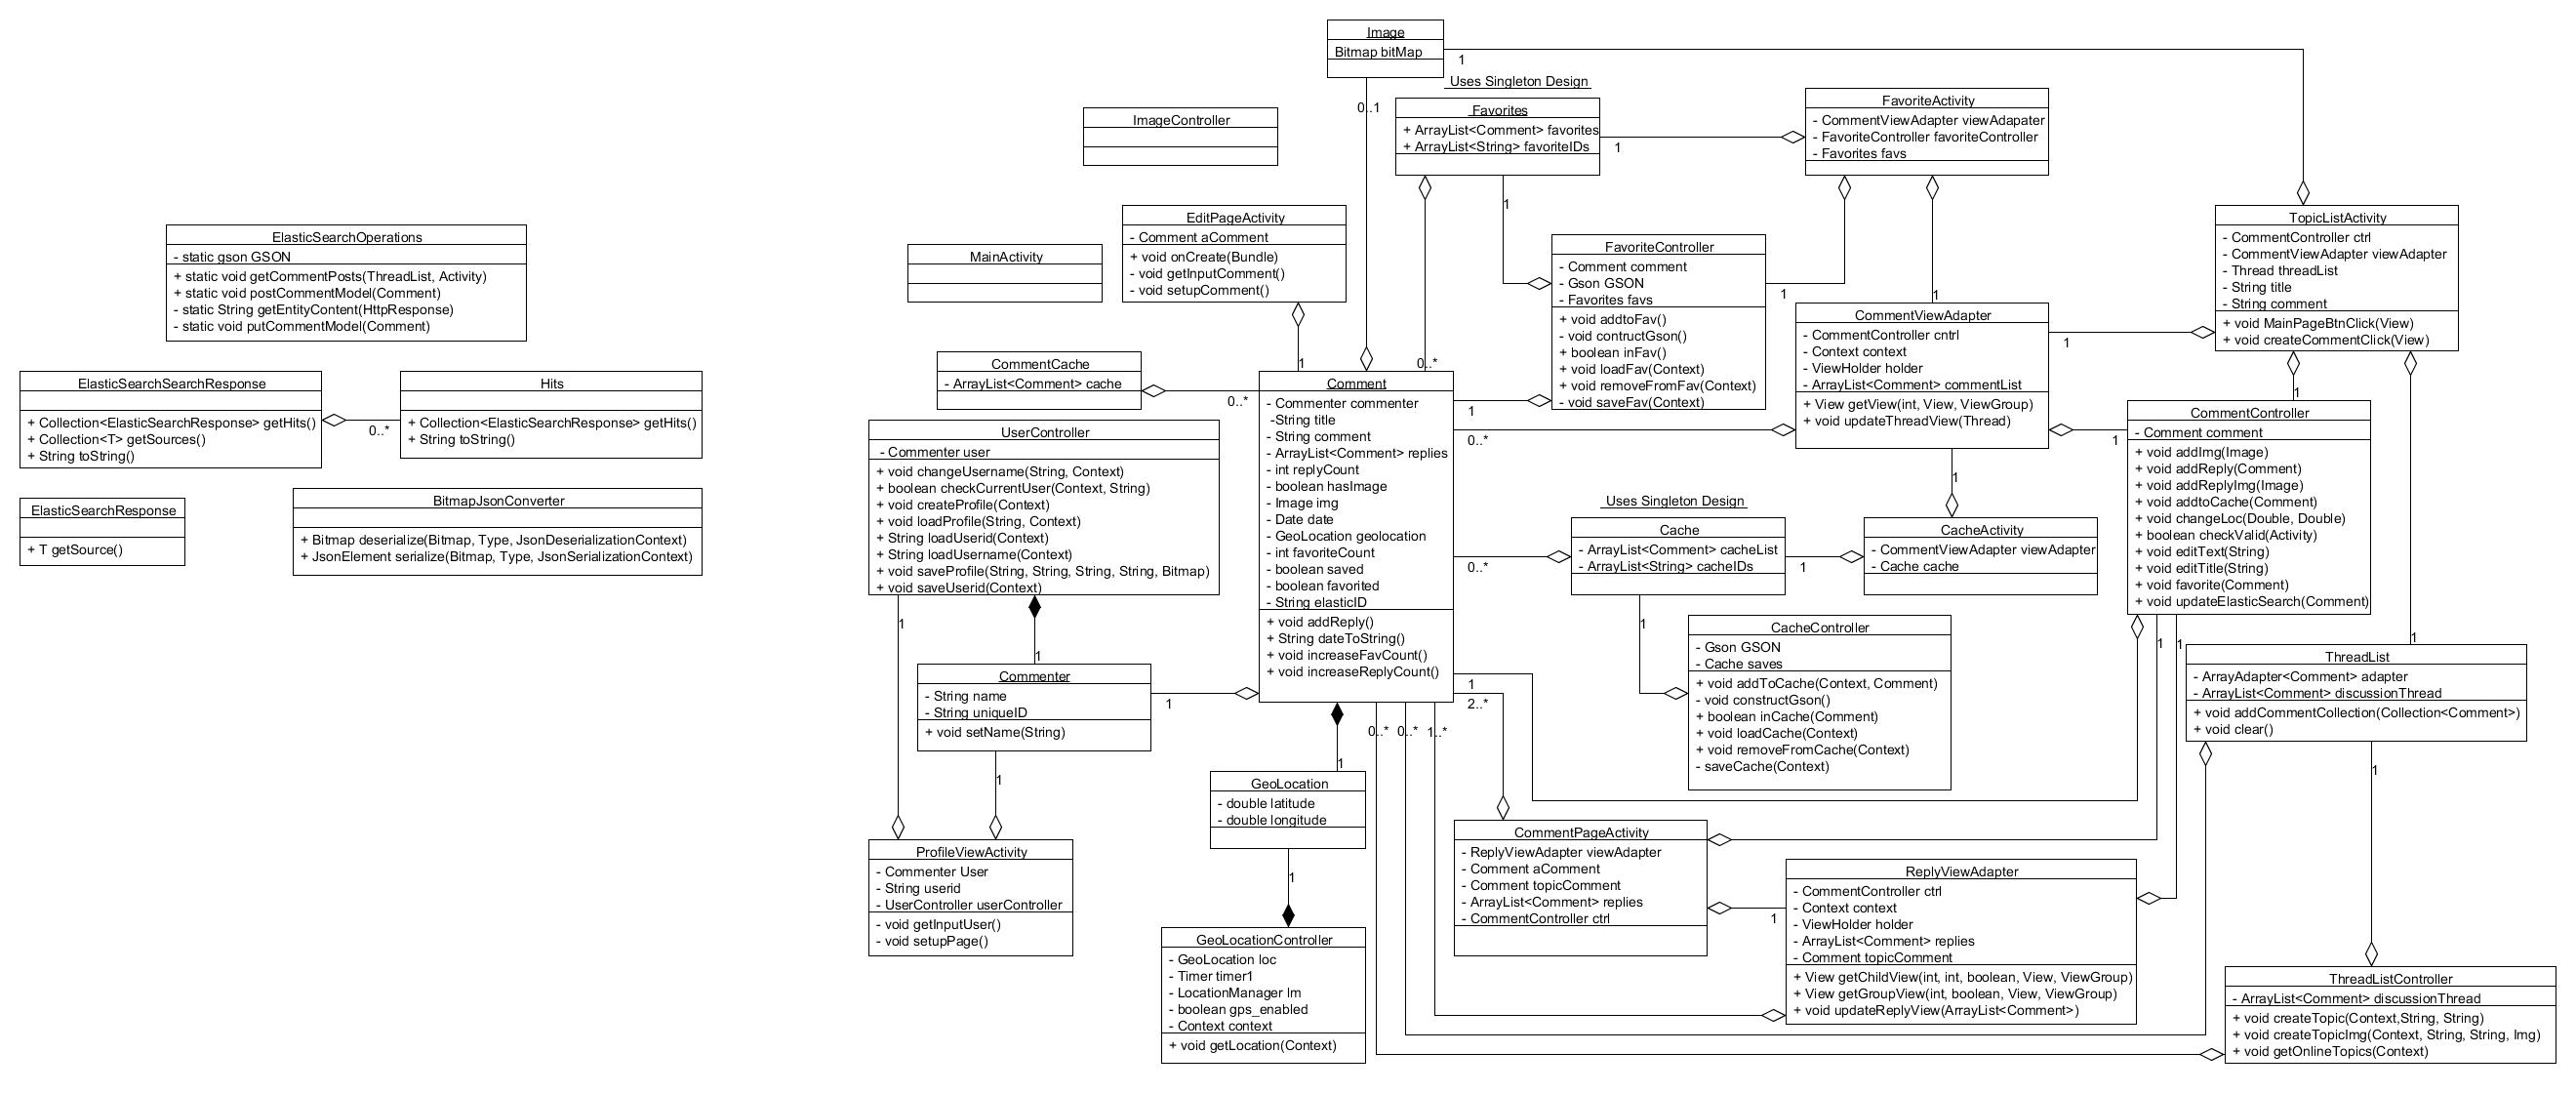 Image
Bitmap bitMap
1
Uses Singleton Design
0..1
Favorites
+ ArrayList<Comment> favorites
+ ArrayList<String> favoriteIDs
1
1
0..*
FavoriteActivity
- CommentViewAdapter viewAdapater
- FavoriteController favoriteController
- Favorites favs
ImageController
ElasticSearchOperations
- static gson GSON
+ static void getCommentPosts(ThreadList, Activity)
+ static void postCommentModel(Comment)
- static String getEntityContent(HttpResponse)
- static void putCommentModel(Comment)
MainActivity
EditPageActivity
- Comment aComment
+ void onCreate(Bundle)
- void getInputComment()
- void setupComment()
1
FavoriteController
- Comment comment
- Gson GSON
- Favorites favs
+ void addtoFav()
- void contructGson()
+ boolean inFav()
+ void loadFav(Context)
+ void removeFromFav(Context)
- void saveFav(Context)
1
1
TopicListActivity
- CommentController ctrl
- CommentViewAdapter viewAdapter
- Thread threadList
- String title
- String comment
+ void MainPageBtnClick(View)
+ void createCommentClick(View)
CommentViewAdapter
- CommentController cntrl
- Context context
- ViewHolder holder
- ArrayList<Comment> commentList
+ View getView(int, View, ViewGroup)
+ void updateThreadView(Thread)
1
1
1
1
ElasticSearchSearchResponse
+ Collection<ElasticSearchResponse> getHits()
+ Collection<T> getSources()
+ String toString()
0..*
Hits
+ Collection<ElasticSearchResponse> getHits()
+ String toString()
CommentCache
- ArrayList<Comment> cache
0..*
ElasticSearchResponse
+ T getSource()
BitmapJsonConverter
+ Bitmap deserialize(Bitmap, Type, JsonDeserializationContext)
+ JsonElement serialize(Bitmap, Type, JsonSerializationContext)
UserController
- Commenter user
+ void changeUsername(String, Context)
+ boolean checkCurrentUser(Context, String)
+ void createProfile(Context)
+ void loadProfile(String, Context)
+ String loadUserid(Context)
+ String loadUsername(Context)
+ void saveProfile(String, String, String, String, Bitmap)
+ void saveUserid(Context)
1
1
Comment
- Commenter commenter
-String title
- String comment
- ArrayList<Comment> replies
- int replyCount
- boolean hasImage
- Image img
- Date date
- GeoLocation geolocation
- int favoriteCount
- boolean saved
- boolean favorited
- String elasticID
+ void addReply()
+ String dateToString()
+ void increaseFavCount()
+ void increaseReplyCount()
1
0..*
0..*
1
2..*
0..*
0..*
1..*
1
Uses Singleton Design
Cache
- ArrayList<Comment> cacheList
- ArrayList<String> cacheIDs
1
1
CacheActivity
- CommentViewAdapter viewAdapter
- Cache cache
CommentController
- Comment comment
+ void addImg(Image)
+ void addReply(Comment)
+ void addReplyImg(Image)
+ void addtoCache(Comment)
+ void changeLoc(Double, Double)
+ boolean checkValid(Activity)
+ void editText(String)
+ void editTitle(String)
+ void favorite(Comment)
+ void updateElasticSearch(Comment)
1
1
1
CacheController
- Gson GSON
- Cache saves
+ void addToCache(Context, Comment)
- void constructGson()
+ boolean inCache(Comment)
+ void loadCache(Context)
+ void removeFromCache(Context)
- saveCache(Context)
Commenter
- String name
- String uniqueID
+ void setName(String)
1
1
ThreadList
- ArrayAdapter<Comment> adapter
- ArrayList<Comment> discussionThread
+ void addCommentCollection(Collection<Comment>)
+ void clear()
1
GeoLocation
- double latitude
- double longitude
1
ProfileViewActivity
- Commenter User
- String userid
- UserController userController
- void getInputUser()
- void setupPage()
CommentPageActivity
- ReplyViewAdapter viewAdapter
- Comment aComment
- Comment topicComment
- ArrayList<Comment> replies
- CommentController ctrl
1
ReplyViewAdapter
- CommentController ctrl
- Context context
- ViewHolder holder
- ArrayList<Comment> replies
- Comment topicComment
+ View getChildView(int, int, boolean, View, ViewGroup)
+ View getGroupView(int, boolean, View, ViewGroup)
+ void updateReplyView(ArrayList<Comment>)
GeoLocationController
- GeoLocation loc
- Timer timer1
- LocationManager lm
- boolean gps_enabled
- Context context
+ void getLocation(Context)
ThreadListController
- ArrayList<Comment> discussionThread
+ void createTopic(Context,String, String)
+ void createTopicImg(Context, String, String, Img)
+ void getOnlineTopics(Context)